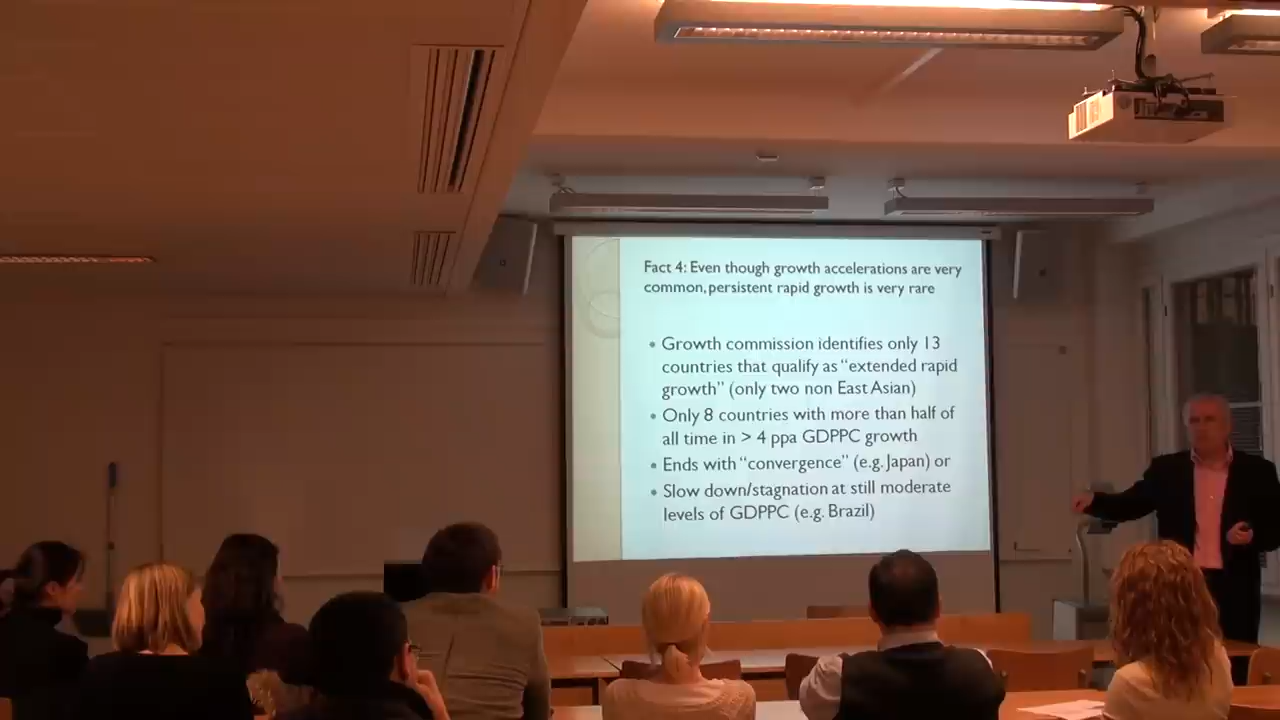 Fact 4: Even though growth accelerations are very
common, persistent rapid growth is very rare
• Growth commission identifies only 13
countries that qualify as “extended rapid
growth” (only two non East Asian)
• Only 8 countries with more than half of
all time in > 4 ppa GDPPC growth
• Ends with “convergence” (e.g. Japan) or
• Slow down/stagnation at still moderate
levels of GDPPC (e.g. Brazil)